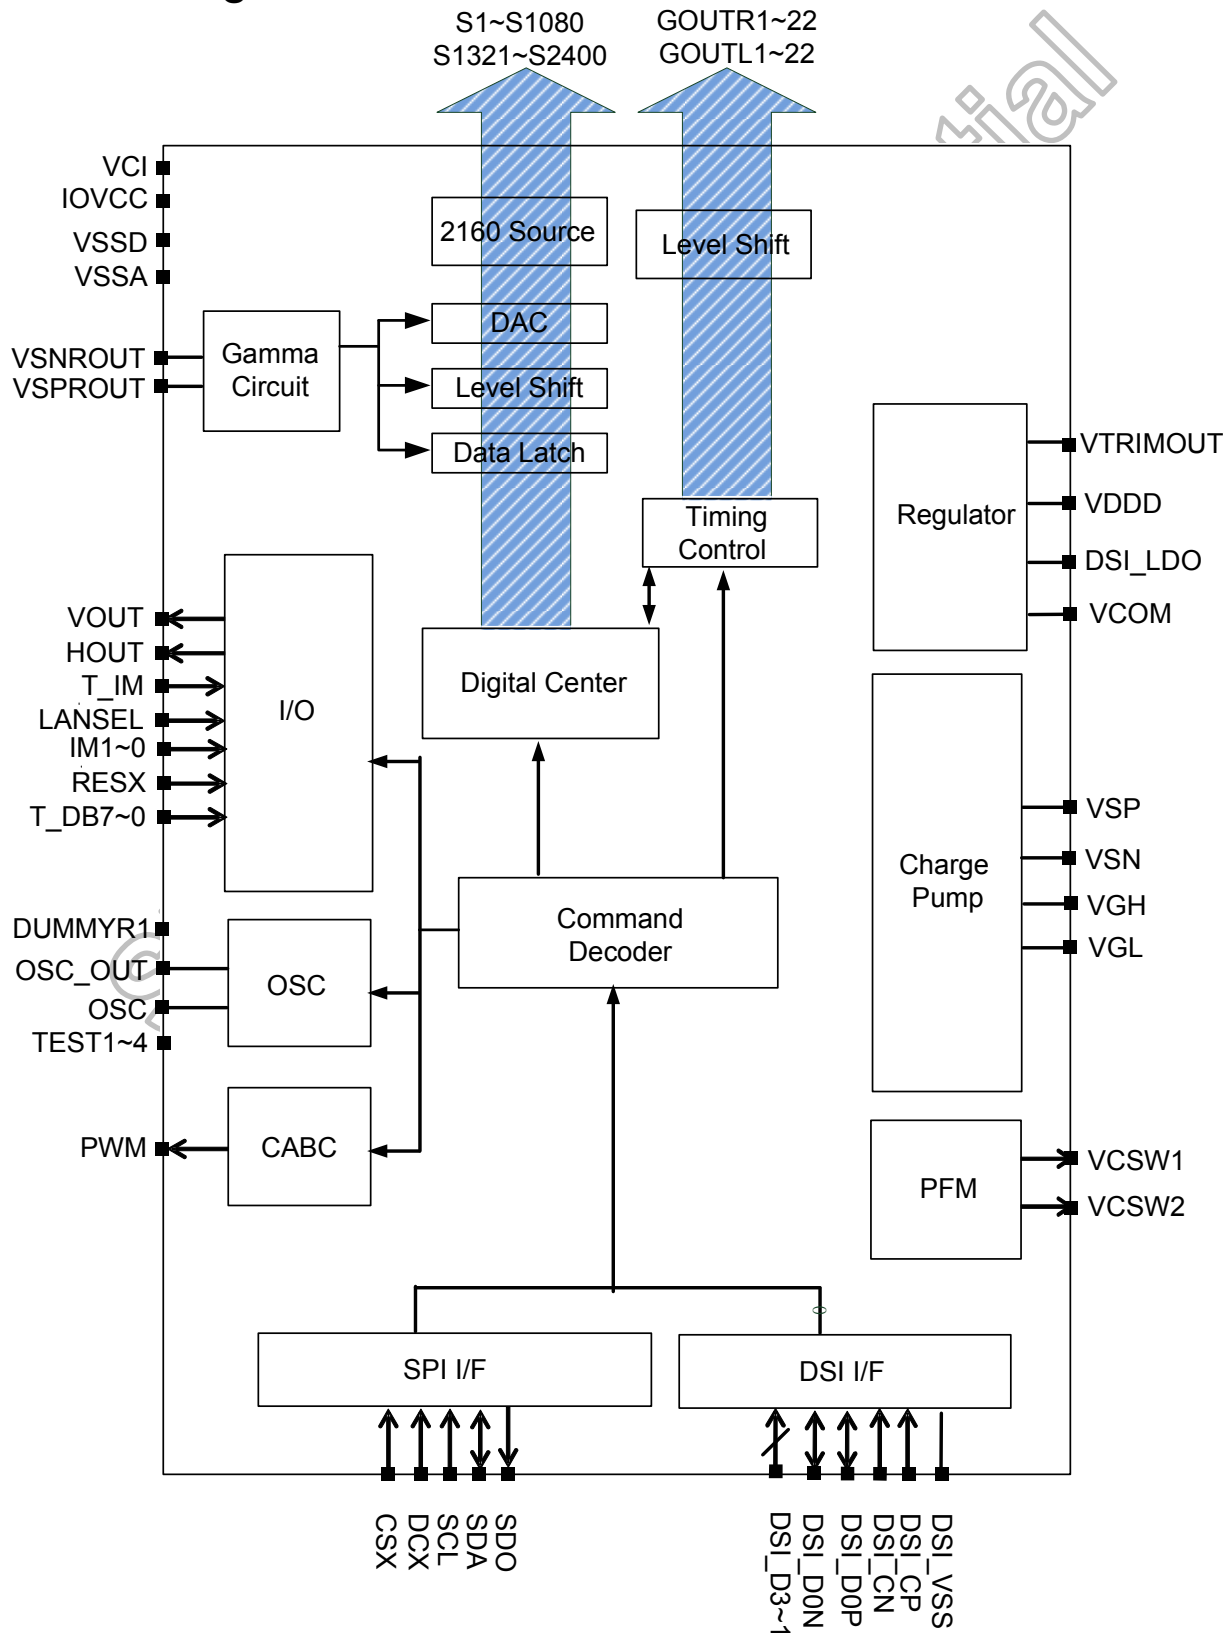 S1~S1080
S1321~S2400
GOUTR1~22
GOUTL1~22
VCI
IOVCC
VSSD
VSSA
VSNROUT
VSPROUT
Gamma
Circuit
2160 Source
DAC
Level Shift
Data Latch
Level Shift
Timing
Control
Regulator
VTRIMOUT
VDDD
DSI_LDO
VCOM
VOUT
HOUT
T_IM
LANSEL
IM1~0
RESX
T_DB7~0
I/O
Digital Center
Charge
Pump
VSP
VSN
VGH
VGL
Command
Decoder
DUMMYR1
OSC_OUT
OSC
TEST1~4
OSC
PWM
CABC
PFM
VCSW1
VCSW2
SPI I/F
DSI I/F
CSX
DCX
SCL
SDA
SDO
DSI_D3~1
DSI_D0N
DSI_D0P
DSI_CN
DSI_CP
DSI_VSS